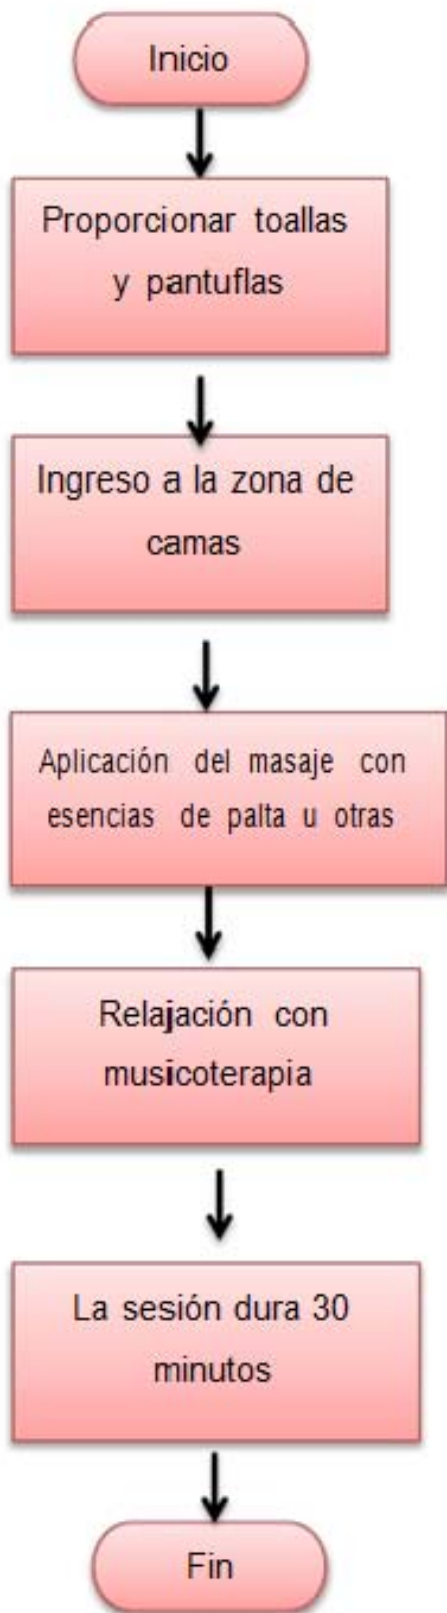 Inicio
Proporcionar toallas
y pantuflas
Ingreso a la zona de
camas
Aplicación del masaje con
esencias de palta u otras
Relajación con
musicoterapia
La sesión dura 30
minutos
Fin